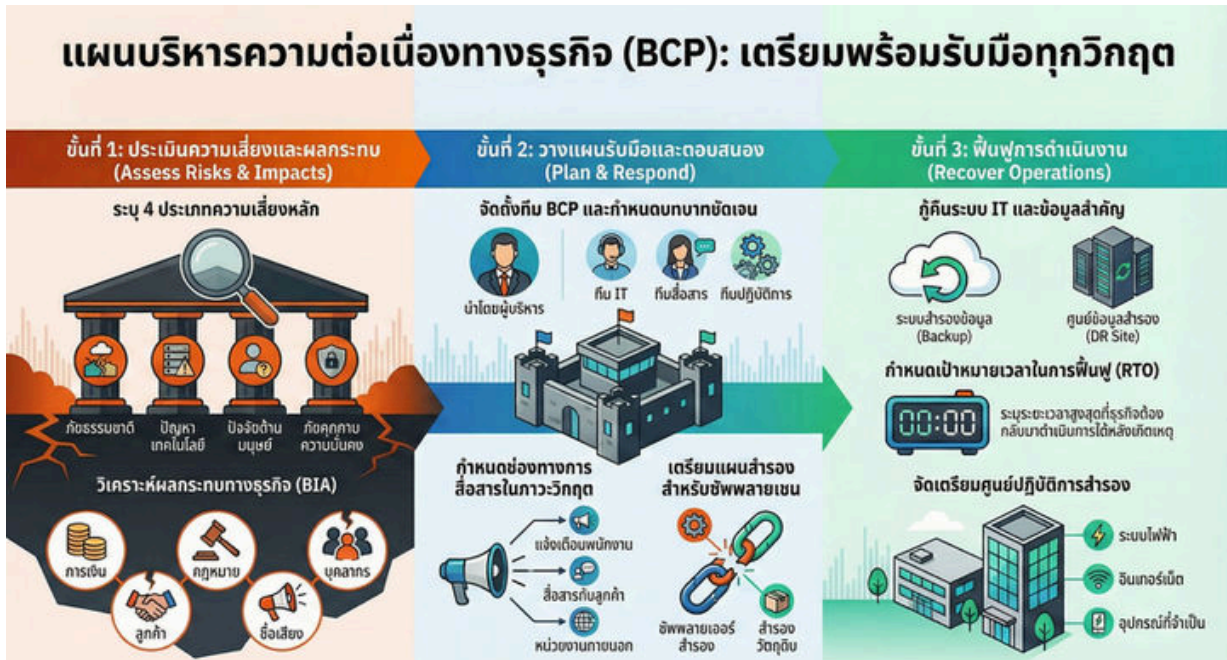 แผนบริหารความต่อเนื่องทางธุรกิจ (BCP): เตรียมพร้อมรับมือทุกวิกฤต
ขั้นที่ 1: ประเมินความเสี่ยงและผลกระทบ
(Assess Risks & Impacts)
ระบุ 4 ประเภทความเสี่ยงหลัก
ภัยธรรมชาติ
ปัญหา
เทคโนโลยี
ปัจจัยด้าน
มนุษย์
ภัยคุกคาม
ความมั่นคง
วิเคราะห์ผลกระทบทางธุรกิจ (BIA)
การเงิน
ลูกค้า
กฎหมาย
ชื่อเสียง
บุคลากร
ขั้นที่ 2: วางแผนรับมือและตอบสนอง
(Plan & Respond)
จัดตั้งทีม BCP และกำหนดบทบาทชัดเจน
นำโดยผู้บริหาร
ทีม IT
ทีมสื่อสาร
ทีมปฏิบัติการ
กำหนดช่องทางการ
สื่อสารในภาวะวิกฤต
แจ้งเตือนพนักงาน
สื่อสารกับลูกค้า
หน่วยงานภายนอก
เตรียมแผนสำรอง
สำหรับซัพพลายเชน
ซัพพลายเออร์
สำรอง
สำรอง
วัตถุดิบ
ขั้นที่ 3: ฟื้นฟูการดำเนินงาน
(Recover Operations)
กู้คืนระบบ IT และข้อมูลสำคัญ
ระบบสำรองข้อมูล
(Backup)
ศูนย์ข้อมูลสำรอง
(DR Site)
กำหนดเป้าหมายเวลาในการฟื้นฟู (RTO)
00:00
ระบุระยะเวลาสูงสุดที่ธุรกิจต้อง
กลับมาดำเนินการได้หลังเกิดเหตุ
จัดเตรียมศูนย์ปฏิบัติการสำรอง
ระบบไฟฟ้า
อินเทอร์เน็ต
อุปกรณ์ที่จำเป็น